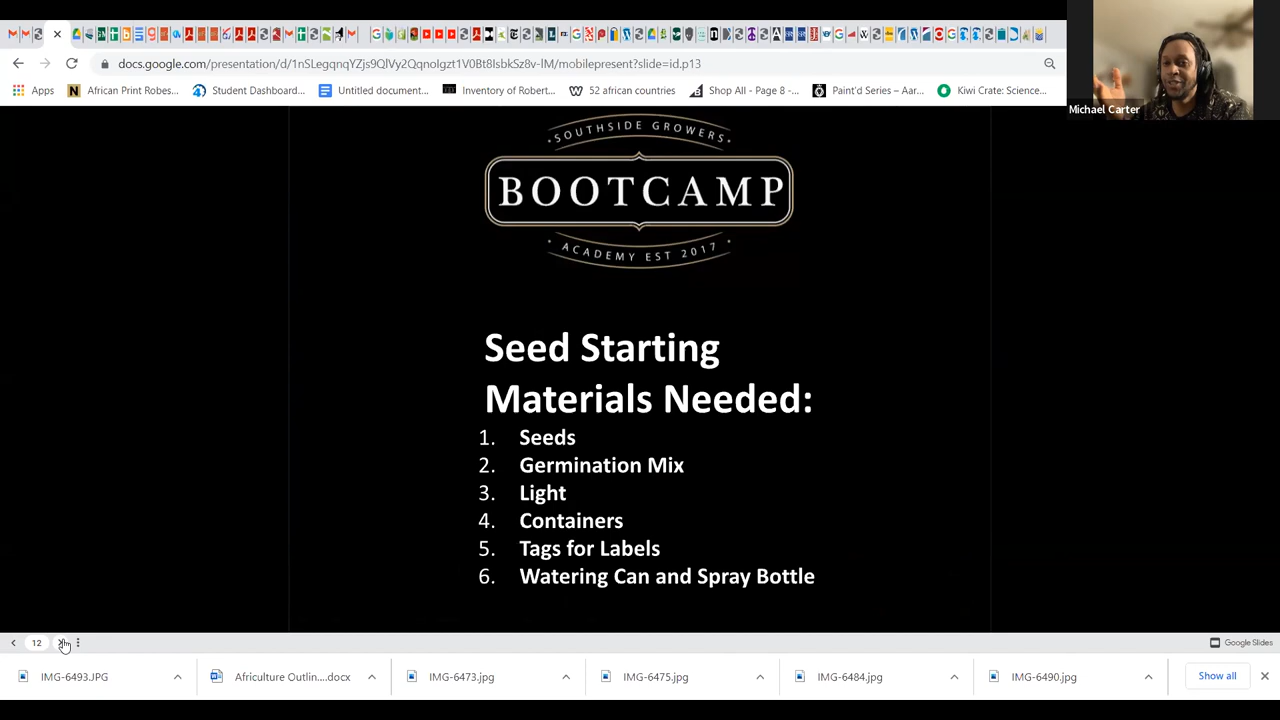 docs.google.com/presentation/d/1nSLegqnqYZjs9QlVy2QqnoIgzt1V0Bt8IsbkSz8v-lM/mobilepresent?slide=id.p13
Michael Carter
Apps African Print Robes... Student Dashboard... Untitled document... Inventory of Robert... 52 african countries Shop All - Page 8 -... Paint'd Series – Aar... Kiwi Crate: Science...
SOUTHSIDE GROWERS
BOOTCAMP
ACADEMY EST 2017
Seed Starting
Materials Needed:
1. Seeds
2. Germination Mix
3. Light
4. Containers
5. Tags for Labels
6. Watering Can and Spray Bottle
12 Google Slides
IMG-6493.JPG Africulture Outlin....docx IMG-6473.jpg IMG-6475.jpg IMG-6484.jpg IMG-6490.jpg Show all